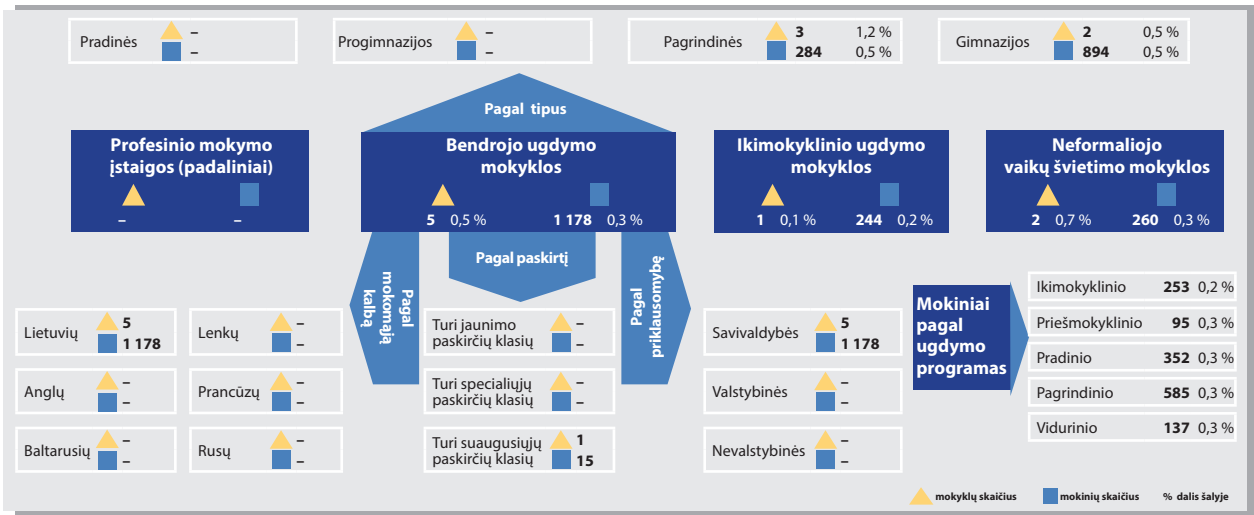 Pradinės
–
–
Progimnazijos
–
–
Pagrindinės
3 1,2 %
284 0,5 %
Gimnazijos
2 0,5 %
894 0,5 %
Pagal tipus
Profesinio mokymo
įstaigos (padaliniai)
– –
Bendrojo ugdymo
mokyklos
5 0,5 % 1 178 0,3 %
Ikimokyklinio ugdymo
mokyklos
1 0,1 % 244 0,2 %
Neformaliojo
vaikų švietimo mokyklos
2 0,7 % 260 0,3 %
Pagal
mokomąją
kalbą
Pagal paskirtį
Pagal
priklausomybę
Lietuvių
5
1 178
Lenkų
–
–
Anglų
–
–
Prancūzų
–
–
Baltarusių
–
–
Rusų
–
–
Turi jaunimo
paskirčių klasių
–
–
Turi specialiųjų
paskirčių klasių
–
–
Turi suaugusiųjų
paskirčių klasių
1
15
Savivaldybės
5
1 178
Valstybinės
–
–
Nevalstybinės
–
–
Mokiniai
pagal
ugdymo
programas
Ikimokyklinio 253 0,2 %
Priešmokyklinio 95 0,3 %
Pradinio 352 0,3 %
Pagrindinio 585 0,3 %
Vidurinio 137 0,3 %
mokyklų skaičius mokinių skaičius % dalis šalyje